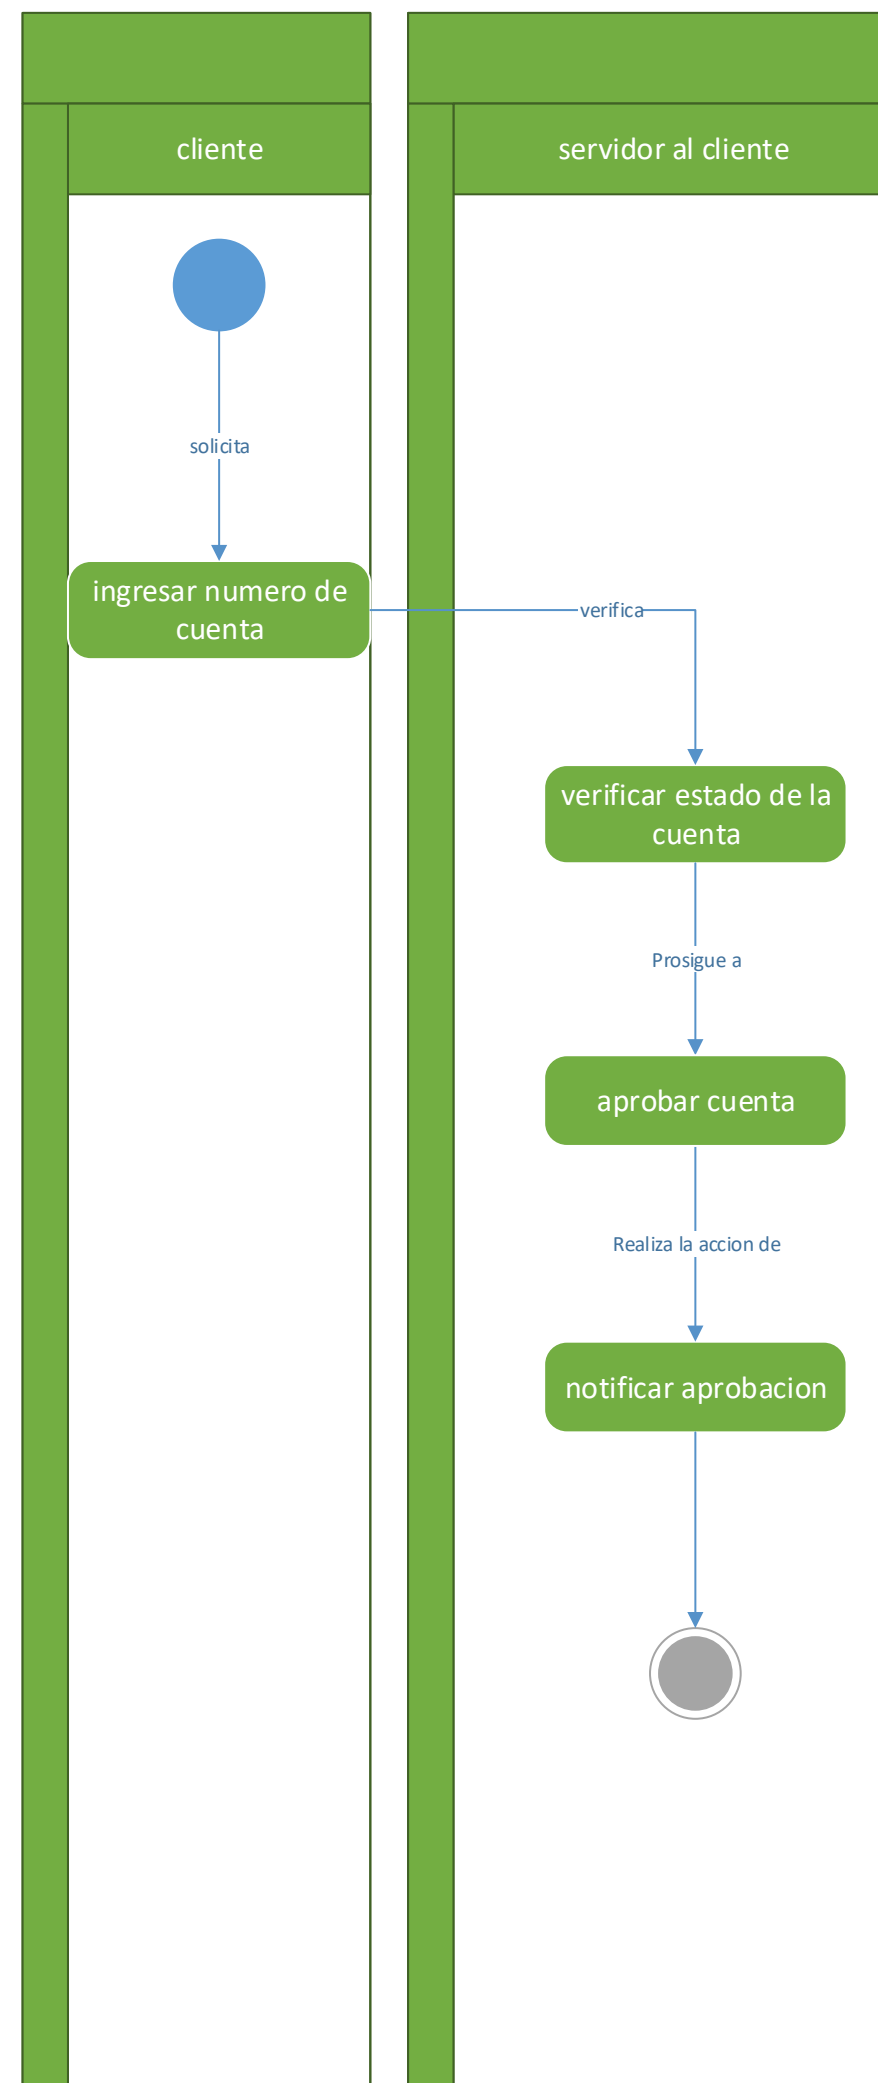 cliente
servidor al cliente
solicita
ingresar numero de
cuenta
verifica
verificar estado de la
cuenta
Prosigue a
aprobar cuenta
Realiza la accion de
notificar aprobacion